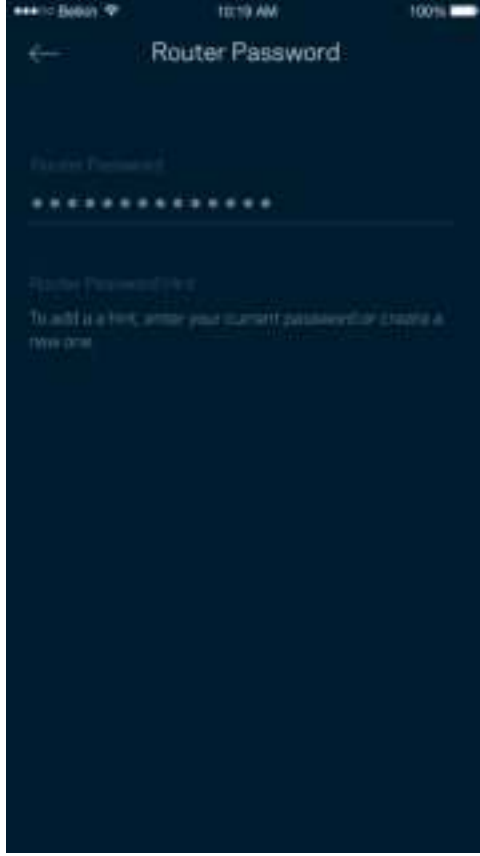 Belkin 10:19 AM 100%
Router Password
Router Password
••••••••••••••
Router Password Hint
To add a a hint, enter your current password or create a
new one